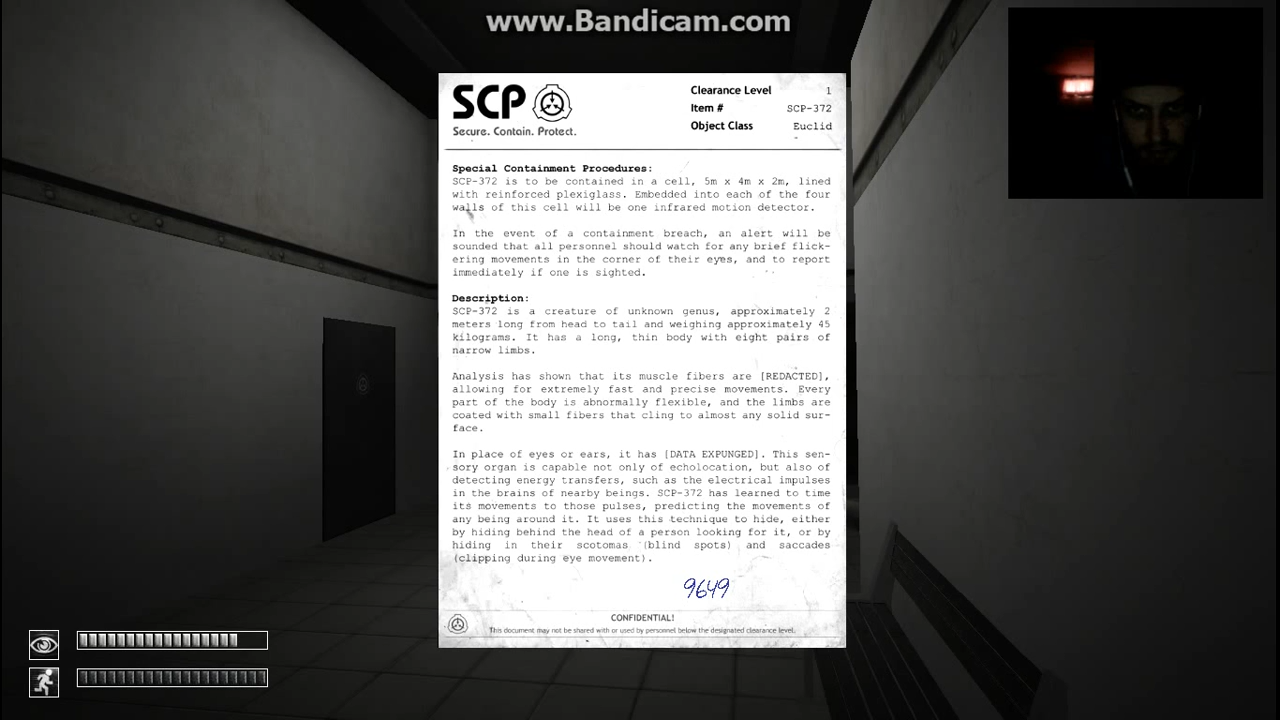 www.Bandicam.com
SCP
Secure. Contain. Protect.
Clearance Level 1
Item # SCP-372
Object Class Euclid
Special Containment Procedures:
SCP-372 is to be contained in a cell, 5m x 4m x 2m, lined
with reinforced plexiglass. Embedded into each of the four
walls of this cell will be one infrared motion detector.
In the event of a containment breach, an alert will be
sounded that all personnel should watch for any brief flick-
ering movements in the corner of their eyes, and to report
immediately if one is sighted.
Description:
SCP-372 is a creature of unknown genus, approximately 2
meters long from head to tail and weighing approximately 45
kilograms. It has a long, thin body with eight pairs of
narrow limbs.
Analysis has shown that its muscle fibers are [REDACTED],
allowing for extremely fast and precise movements. Every
part of the body is abnormally flexible, and the limbs are
coated with small fibers that cling to almost any solid sur-
face.
In place of eyes or ears, it has [DATA EXPUNGED]. This sen-
sory organ is capable not only of echolocation, but also of
detecting energy transfers, such as the electrical impulses
in the brains of nearby beings. SCP-372 has learned to time
its movements to those pulses, predicting the movements of
any being around it. It uses this technique to hide, either
by hiding behind the head of a person looking for it, or by
hiding in their scotomas (blind spots) and saccades
(clipping during eye movement).
9649
CONFIDENTIAL!
This document may not be shared with or used by personnel below the designated clearance level.